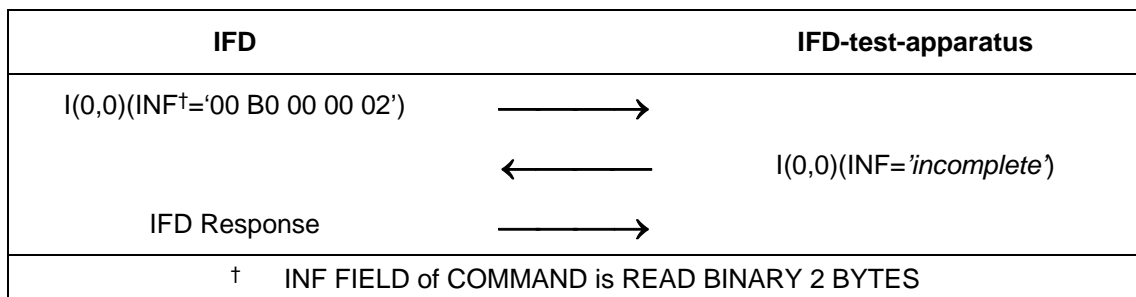 IFD IFD-test-apparatus
I(0,0)(INF†=‘00 B0 00 00 02’)
I(0,0)(INF=’incomplete’)
IFD Response
† INF FIELD of COMMAND is READ BINARY 2 BYTES